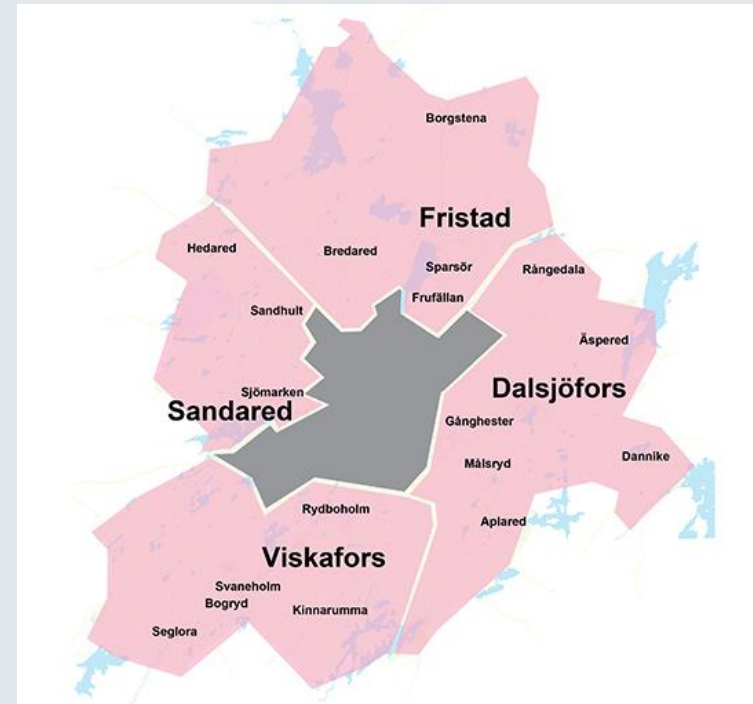 Borgstena
Fristad
Hedared
Bredared
Sparsör
Rångedala
Frufällan
Sandhult
Äspered
Sjömarken
Dalsjöfors
Sandared
Gånghester
Målsryd
Dannike
Rydboholm
Aplared
Viskafors
Svaneholm
Bogryd
Kinnarumma
Seglora